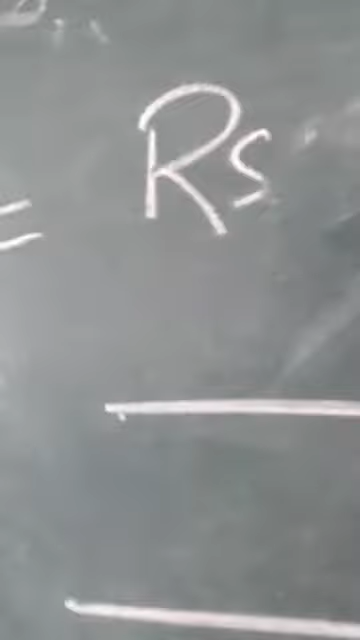 = Rs